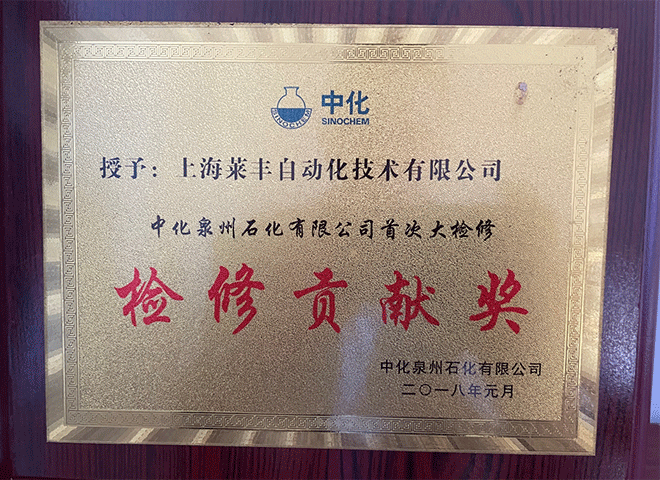 中化
SINOCHEM
SINOCHEM
授予：上海莱丰自动化技术有限公司
中化泉州石化有限公司首次大检修
检修贡献奖
中化泉州石化有限公司
二〇一八年元月